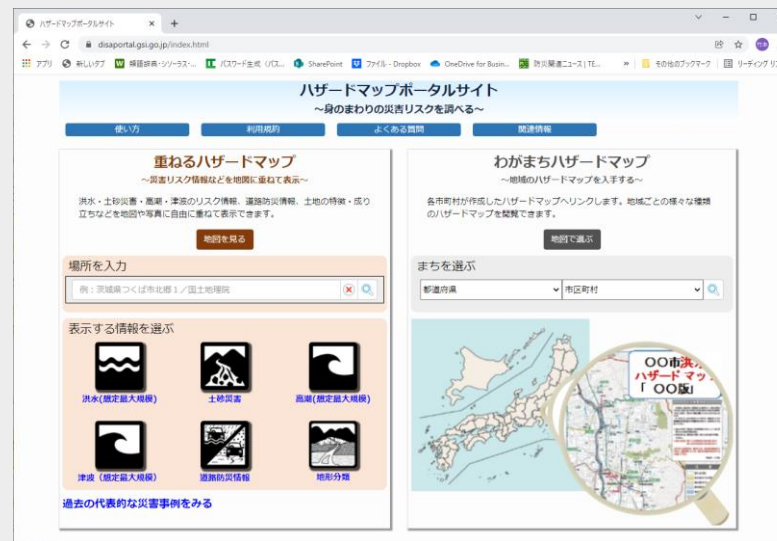 ハザードマップポータルサイト
disaportal.gsi.go.jp/index.html
アプリ
新しいタブ
類語辞典・シソーラス・...
パスワード生成（パス...
SharePoint
ファイル - Dropbox
OneDrive for Busin...
防災関連ニュース | TE...
»
その他のブックマーク
リーディング リス
ハザードマップポータルサイト
～身のまわりの災害リスクを調べる～
使い方
利用規約
よくある質問
関連情報
重ねるハザードマップ
～災害リスク情報などを地図に重ねて表示～
洪水・土砂災害・高潮・津波のリスク情報、道路防災情報、土地の特徴・成り
立ちなどを地図や写真に自由に重ねて表示できます。
地図を見る
場所を入力
例：茨城県つくば市北郷１／国土地理院
表示する情報を選ぶ
洪水(想定最大規模)
土砂災害
高潮(想定最大規模)
津波（想定最大規模）
道路防災情報
地形分類
過去の代表的な災害事例をみる
わがまちハザードマップ
～地域のハザードマップを入手する～
各市町村が作成したハザードマップへリンクします。地域ごとの様々な種類
のハザードマップを閲覧できます。
地図で選ぶ
まちを選ぶ
都道府県
市区町村
〇〇市洪
ハザード マッ
「 〇〇版」